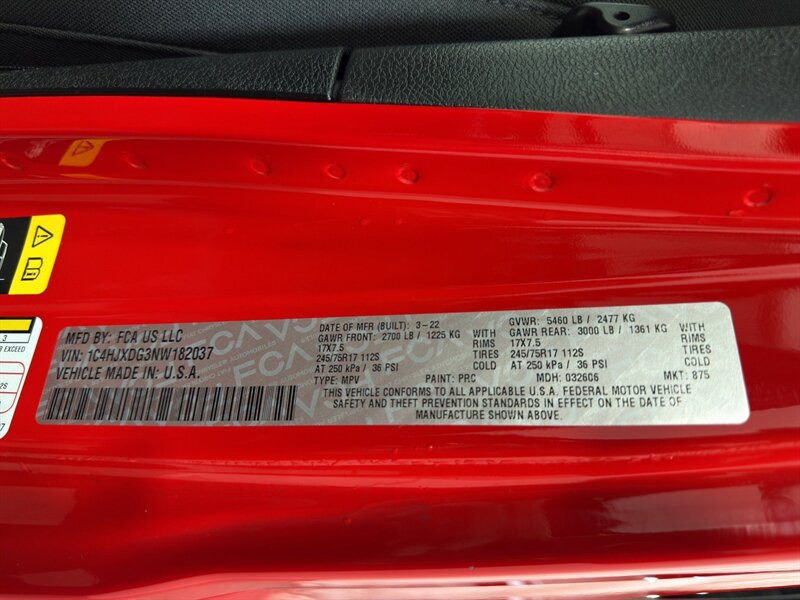 MFD BY: FCA US LLC
VIN: 1C4HJXDG3NW182037
VEHICLE MADE IN: U.S.A.
DATE OF MFR (BUILT): 3-22 GVWR: 5460 LB / 2477 KG
GAWR FRONT: 2700 LB / 1225 KG WITH GAWR REAR: 3000 LB / 1361 KG WITH
17X7.5 RIMS 17X7.5 RIMS
245/75R17 112S TIRES 245/75R17 112S TIRES
AT 250 kPa / 36 PSI COLD AT 250 kPa / 36 PSI COLD
TYPE: MPV PAINT: PRC MDH: 032606 MKT: 875
THIS VEHICLE CONFORMS TO ALL APPLICABLE U.S.A. FEDERAL MOTOR VEHICLE
SAFETY AND THEFT PREVENTION STANDARDS IN EFFECT ON THE DATE OF
MANUFACTURE SHOWN ABOVE.
3
EXCEED